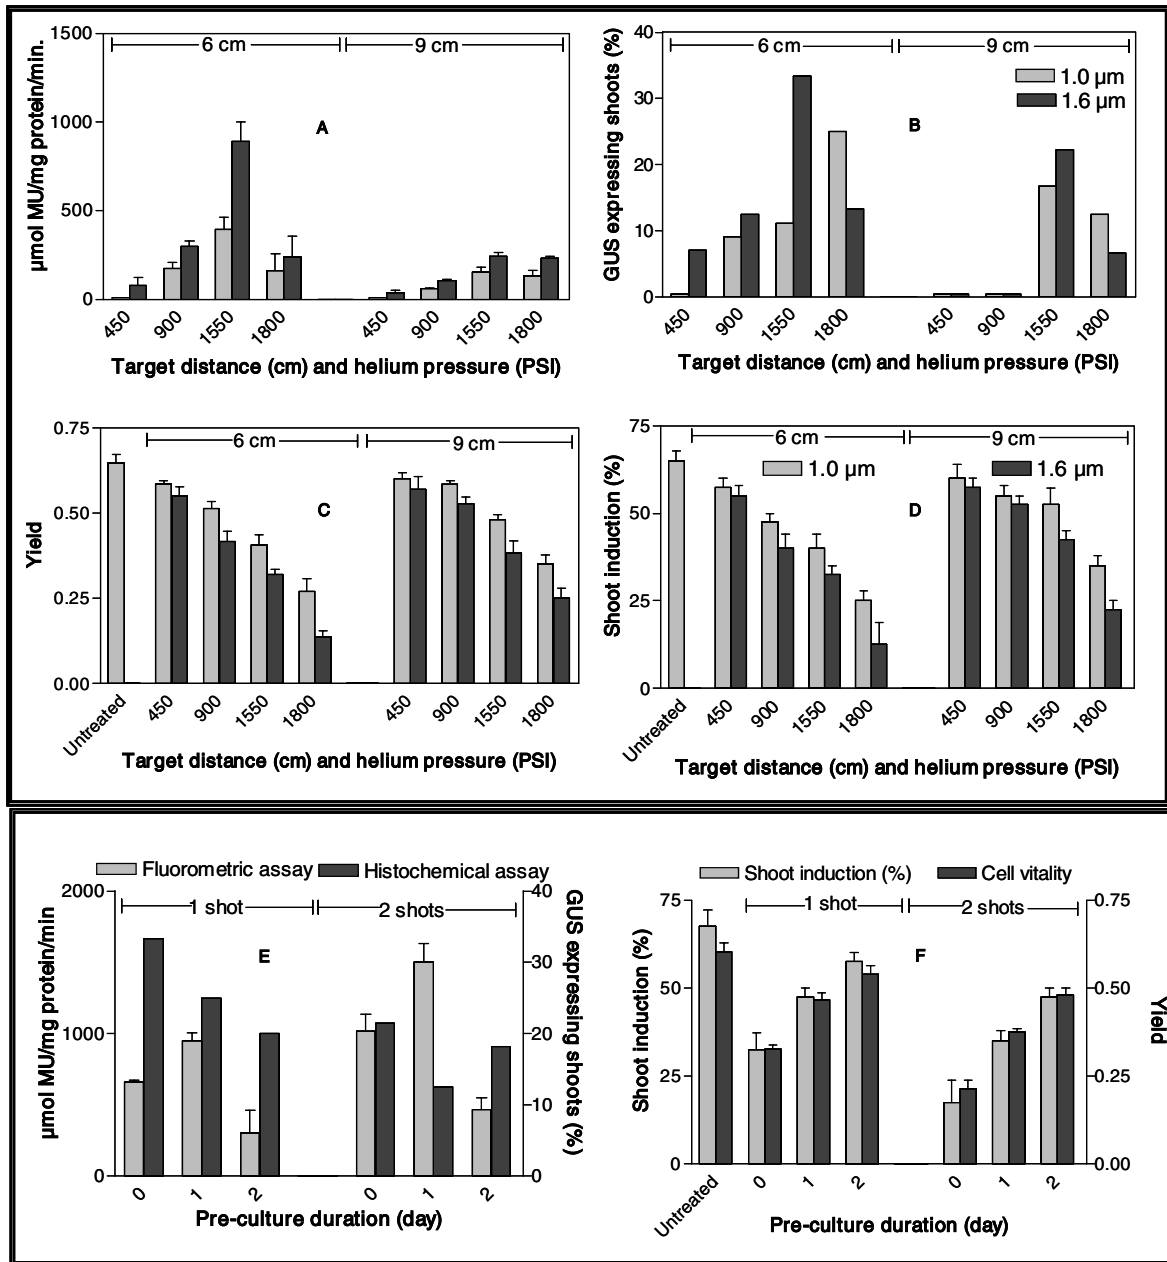 1500
1000
500
0
µmol MU/mg protein/min.
6 cm
9 cm
A
450
900
1550
1800
450
900
1550
1800
Target distance (cm) and helium pressure (PSI)
40
30
20
10
0
GUS expressing shoots (%)
6 cm
9 cm
1.0 µm
1.6 µm
B
450
900
1550
1800
450
900
1550
1800
Target distance (cm) and helium pressure (PSI)
0.75
0.50
0.25
0.00
Yield
6 cm
9 cm
C
Untreated
450
900
1550
1800
450
900
1550
1800
Target distance (cm) and helium pressure (PSI)
75
50
25
0
Shoot induction (%)
6 cm
9 cm
1.0 µm
1.6 µm
D
Untreated
450
900
1550
1800
450
900
1550
1800
Target distance (cm) and helium pressure (PSI)
Fluorometric assay
Histochemical assay
2000
1000
0
µmol MU/mg protein/min
1 shot
2 shots
E
40
30
20
10
0
GUS expressing shoots (%)
0
1
2
0
1
2
Pre-culture duration (day)
Shoot induction (%)
Cell vitality
75
50
25
0
Shoot induction (%)
1 shot
2 shots
F
0.75
0.50
0.25
0.00
Yield
Untreated
0
1
2
0
1
2
Pre-culture duration (day)